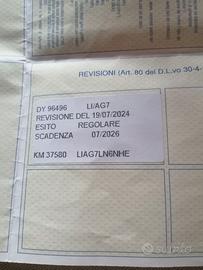 REVISIONI (Art. 80 del D.L.vo 30-4-
DY 96496 LI/AG7
REVISIONE DEL 19/07/2024
ESITO REGOLARE
SCADENZA 07/2026
KM 37580 LIAG7LN6NHE
subito